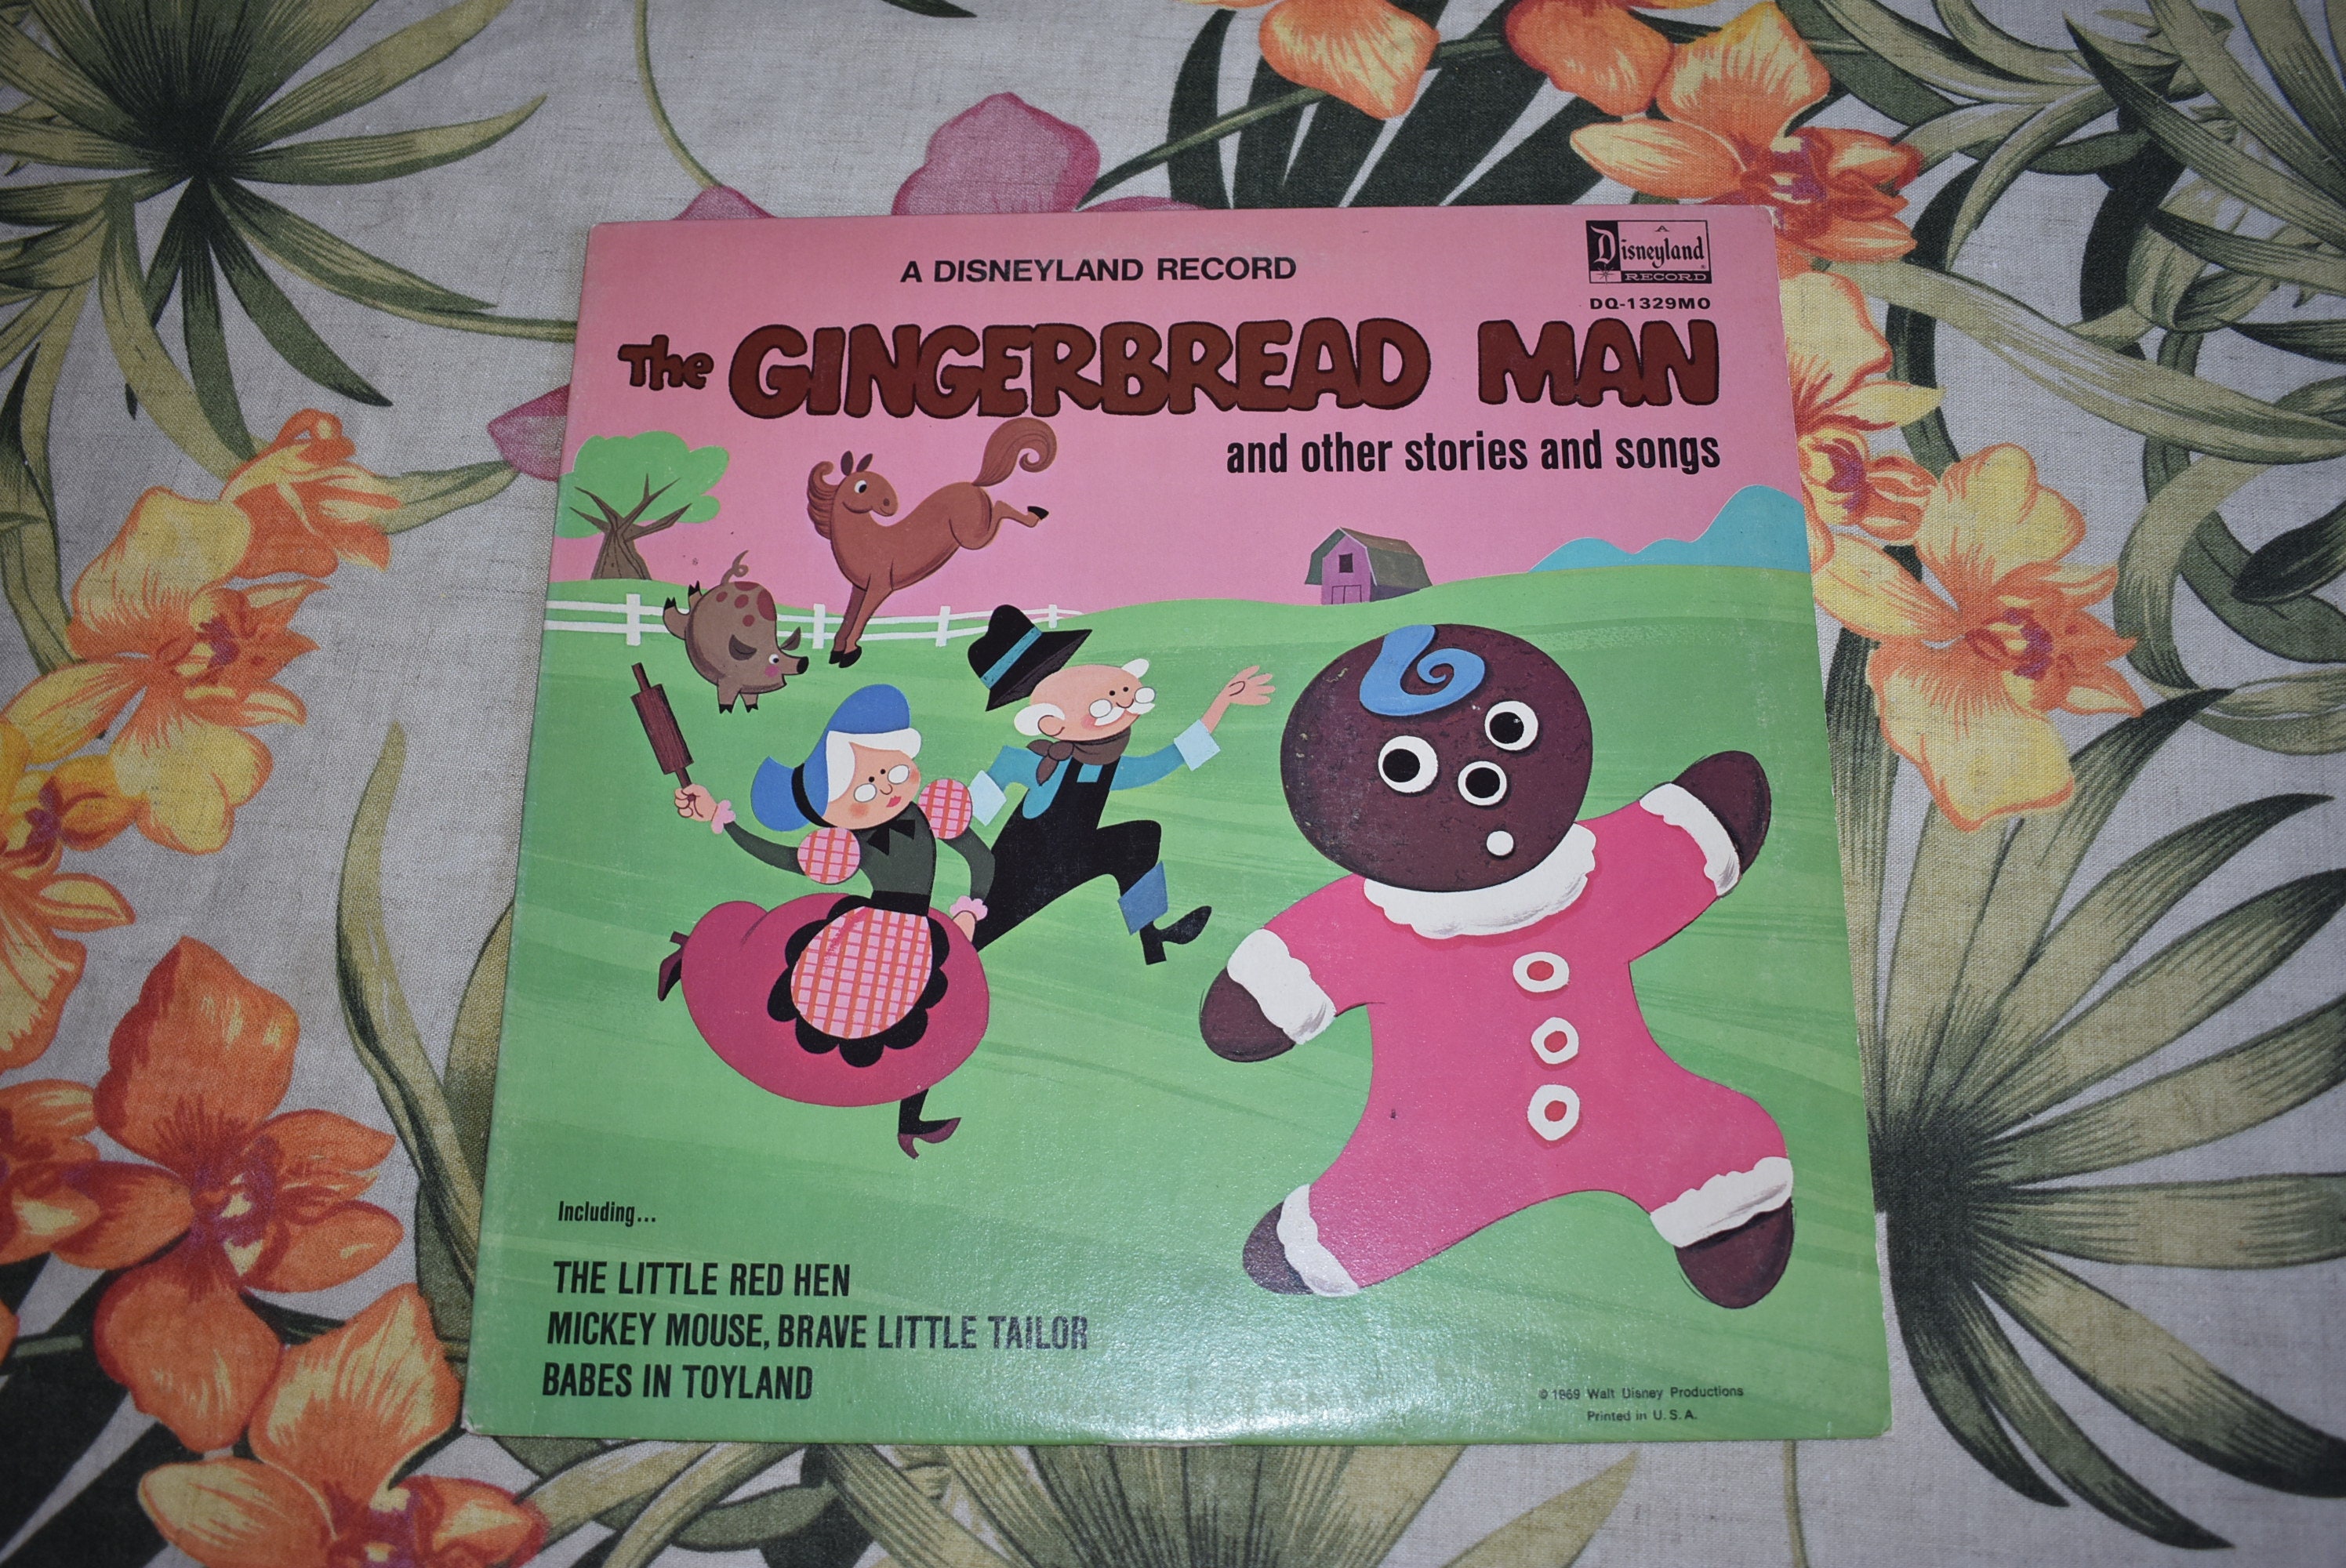 A DISNEYLAND RECORD
A
Disneyland
RECORD
DQ-1329MO
The GINGERBREAD MAN
and other stories and songs
Including...
THE LITTLE RED HEN
MICKEY MOUSE, BRAVE LITTLE TAILOR
BABES IN TOYLAND
© 1969 Walt Disney Productions
Printed in U.S.A.